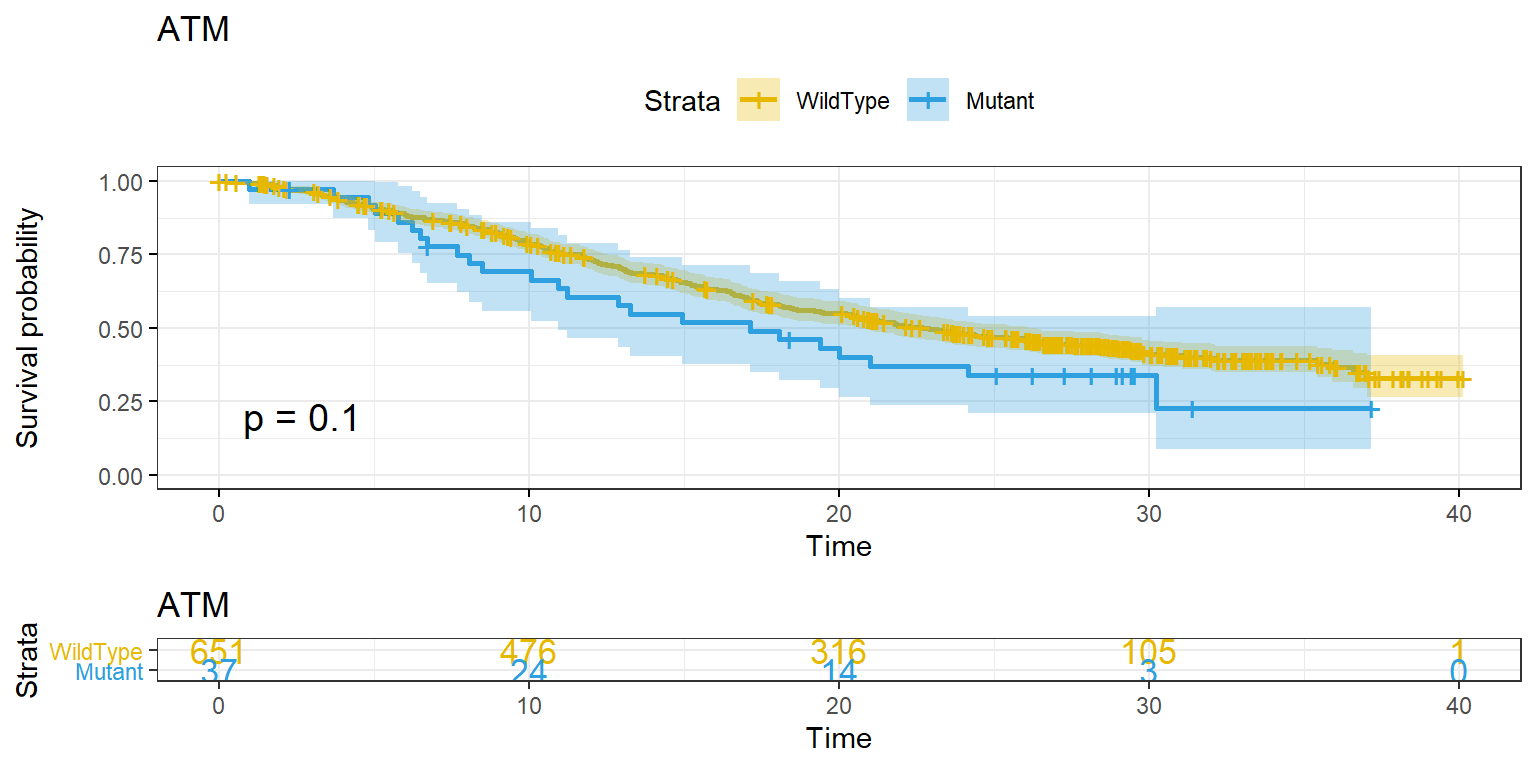 ATM
Strata WildType Mutant
Survival probability
1.00
0.75
0.50
0.25
0.00
p = 0.1
0 10 20 30 40
Time
ATM
Strata
WildType 651 476 316 105 1
Mutant 37 24 14 3 0
0 10 20 30 40
Time